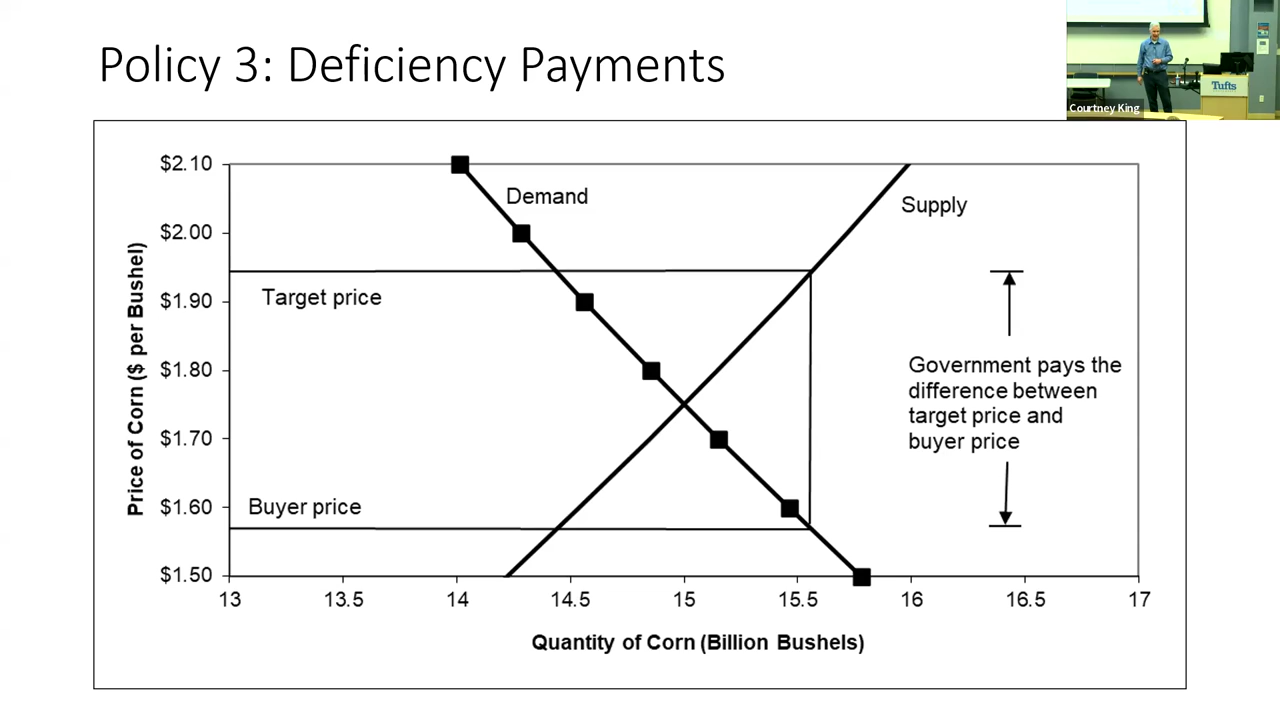 Policy 3: Deficiency Payments
Tufts
Courtney King
$2.10
$2.00
$1.90
$1.80
$1.70
$1.60
$1.50
Price of Corn ($ per Bushel)
Demand
Supply
Target price
Government pays the
difference between
target price and
buyer price
Buyer price
13
13.5
14
14.5
15
15.5
16
16.5
17
Quantity of Corn (Billion Bushels)